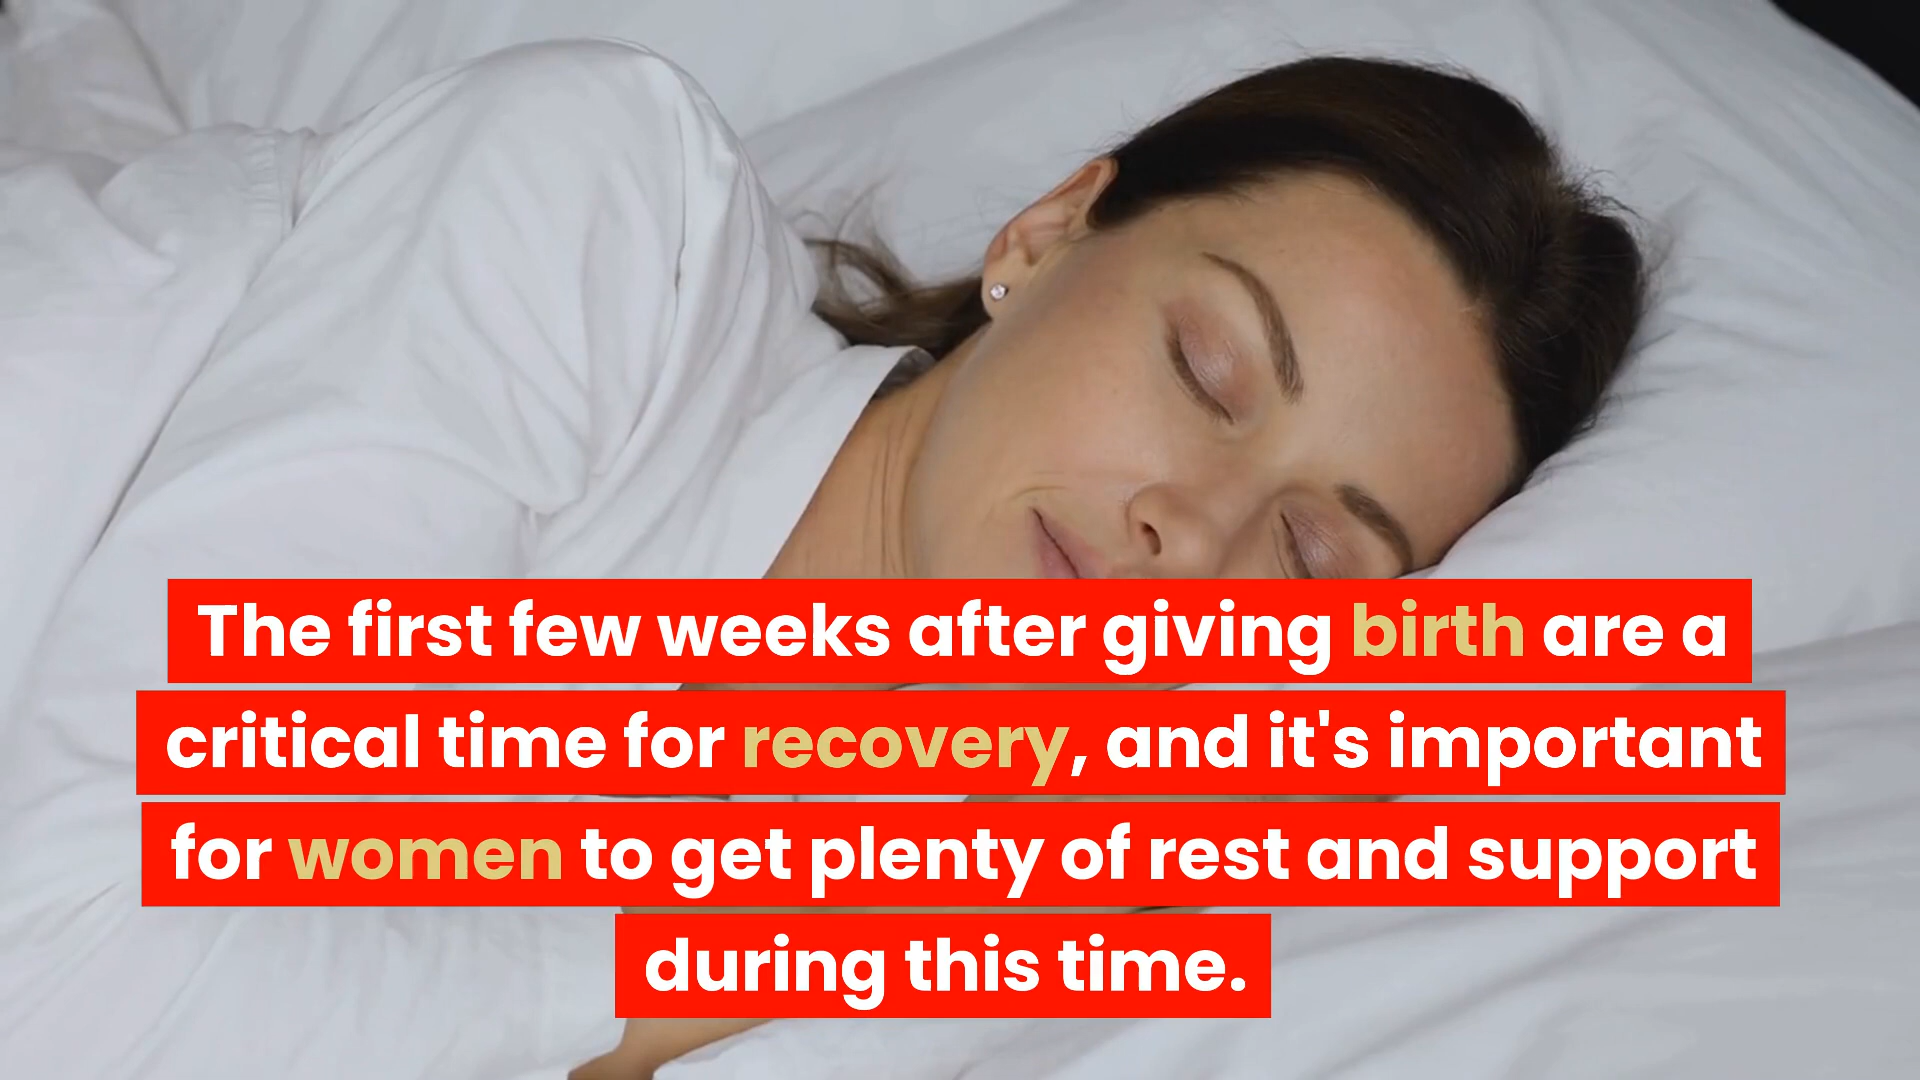 The first few weeks after giving birth are a
critical time for recovery, and it's important
for women to get plenty of rest and support
during this time.